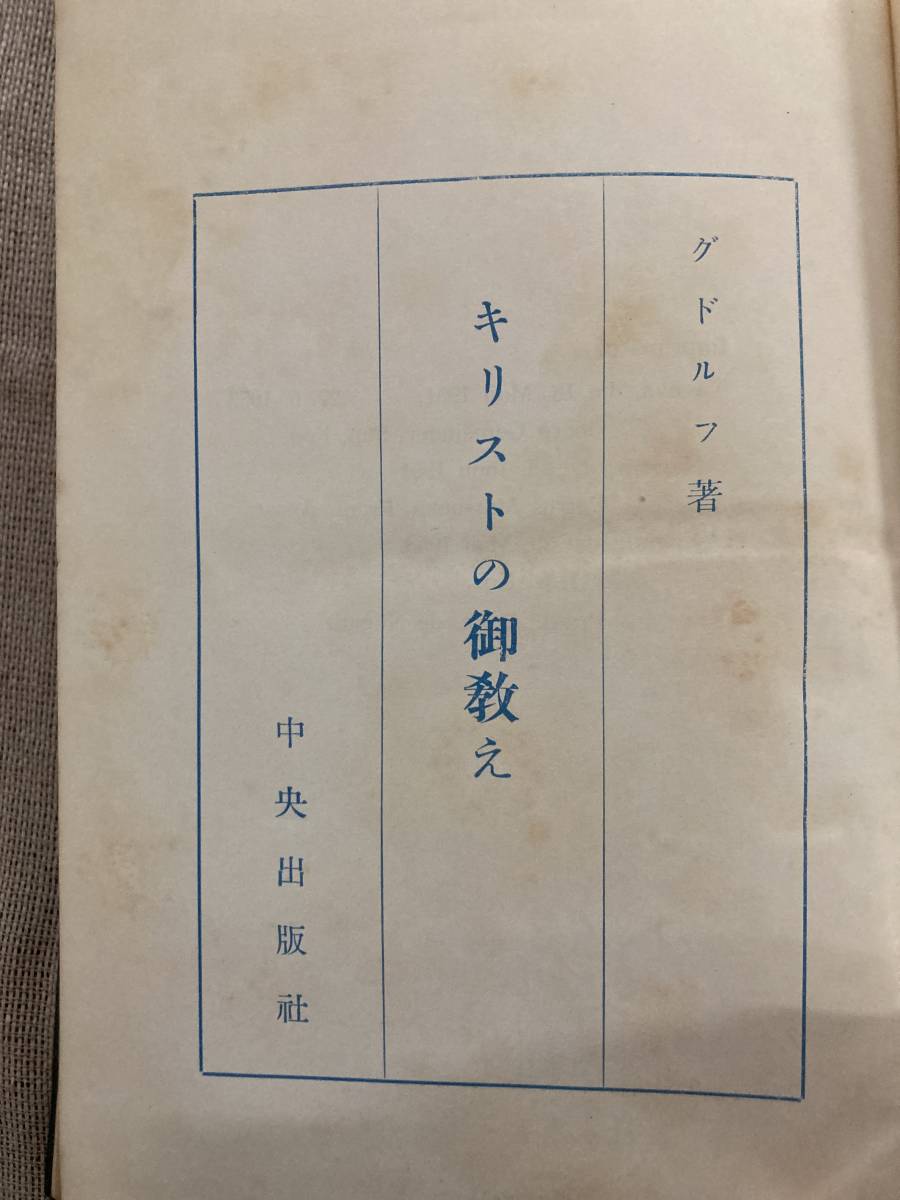 グドルフ著
キリストの御教え
中央出版社